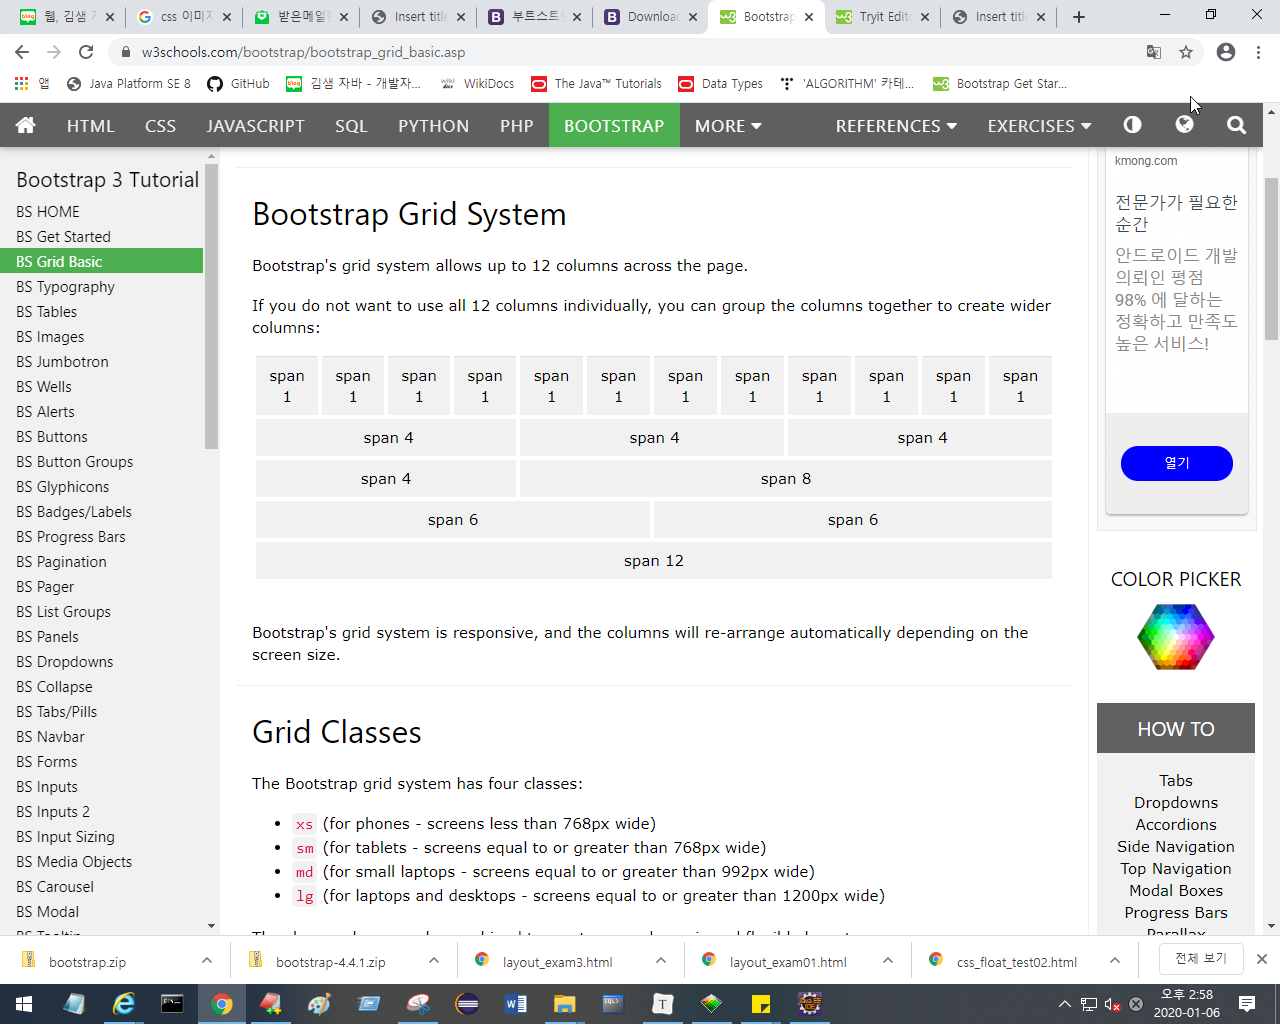 웹, 김샘
css 이미지
받은메일함
Insert title
부트스트
Download
Bootstrap
Tryit Edit
Insert title
w3schools.com/bootstrap/bootstrap_grid_basic.asp
앱
Java Platform SE 8
GitHub
김샘 자바 - 개발자...
WikiDocs
The Java™ Tutorials
Data Types
'ALGORITHM' 카테...
Bootstrap Get Star...
HTML
CSS
JAVASCRIPT
SQL
PYTHON
PHP
BOOTSTRAP
MORE
REFERENCES
EXERCISES
Bootstrap 3 Tutorial
BS HOME
BS Get Started
BS Grid Basic
BS Typography
BS Tables
BS Images
BS Jumbotron
BS Wells
BS Alerts
BS Buttons
BS Button Groups
BS Glyphicons
BS Badges/Labels
BS Progress Bars
BS Pagination
BS Pager
BS List Groups
BS Panels
BS Dropdowns
BS Collapse
BS Tabs/Pills
BS Navbar
BS Forms
BS Inputs
BS Inputs 2
BS Input Sizing
BS Media Objects
BS Carousel
BS Modal
BS Tooltip
Bootstrap Grid System
Bootstrap's grid system allows up to 12 columns across the page.
If you do not want to use all 12 columns individually, you can group the columns together to create wider
columns:
span 1 span 1 span 1 span 1 span 1 span 1 span 1 span 1 span 1 span 1 span 1 span 1
span 4 span 4 span 4
span 4 span 8
span 6 span 6
span 12
Bootstrap's grid system is responsive, and the columns will re-arrange automatically depending on the
screen size.
Grid Classes
The Bootstrap grid system has four classes:
• xs (for phones - screens less than 768px wide)
• sm (for tablets - screens equal to or greater than 768px wide)
• md (for small laptops - screens equal to or greater than 992px wide)
• lg (for laptops and desktops - screens equal to or greater than 1200px wide)
kmong.com
전문가가 필요한
순간
안드로이드 개발
의뢰인 평점
98% 에 달하는
정확하고 만족도
높은 서비스!
열기
COLOR PICKER
HOW TO
Tabs
Dropdowns
Accordions
Side Navigation
Top Navigation
Modal Boxes
Progress Bars
Parallax
bootstrap.zip
bootstrap-4.4.1.zip
layout_exam3.html
layout_exam01.html
css_float_test02.html
전체 보기
오후 2:58
2020-01-06